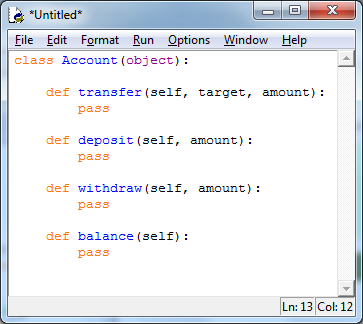 *Untitled*
File Edit Format Run Options Window Help
class Account(object):
    def transfer(self, target, amount):
        pass
    def deposit(self, amount):
        pass
    def withdraw(self, amount):
        pass
    def balance(self):
        pass
Ln: 13 Col: 12